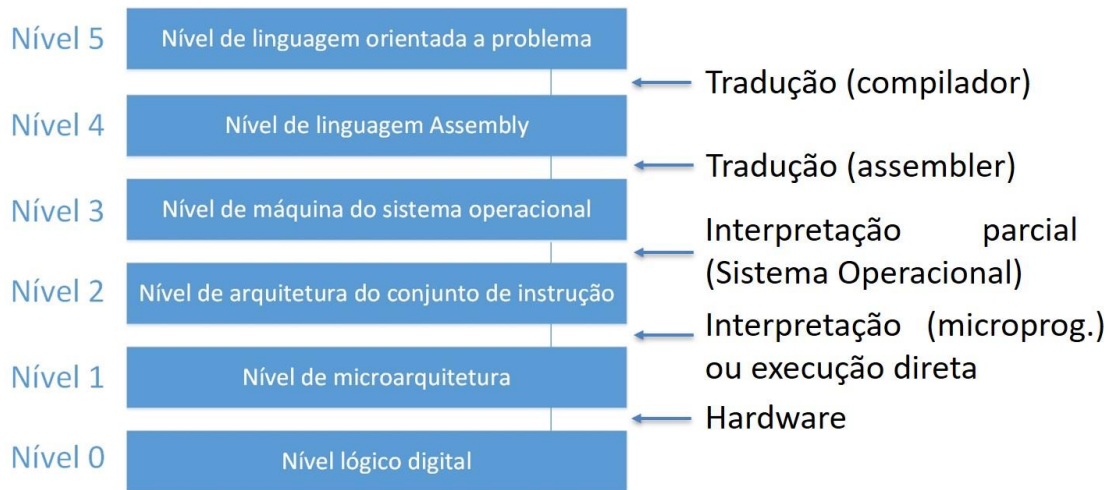 Nível 5
Nível de linguagem orientada a problema
Tradução (compilador)
Nível 4
Nível de linguagem Assembly
Tradução (assembler)
Nível 3
Nível de máquina do sistema operacional
Interpretação parcial
(Sistema Operacional)
Nível 2
Nível de arquitetura do conjunto de instrução
Interpretação (microprog.)
ou execução direta
Nível 1
Nível de microarquitetura
Hardware
Nível 0
Nível lógico digital